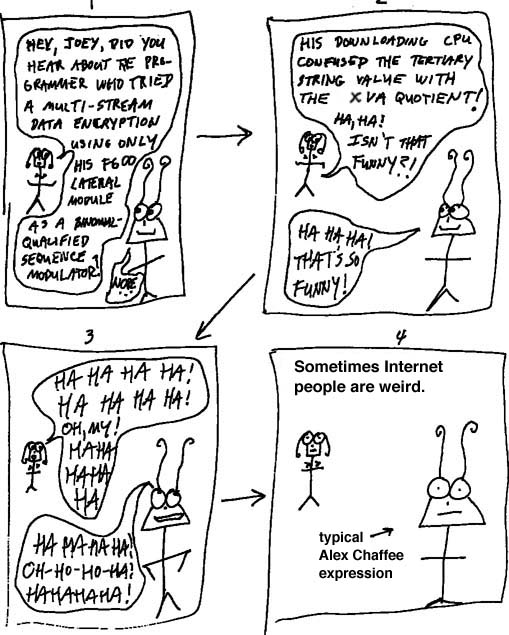 1
HEY, JOEY, DID YOU
HEAR ABOUT THE PRO-
GRAMMER WHO TRIED
A MULTI-STREAM
DATA ENCRYPTION
USING ONLY
HIS F600
LATERAL
MODULE
AS A BINOMIAL-
QUALIFIED
SEQUENCE
MODULATOR?
NOPE.
2
HIS DOWNLOADING CPU
CONFUSED THE TERTIARY
STRING VALUE WITH
THE XVA QUOTIENT!
HA, HA!
ISN'T THAT
FUNNY?!
HA HA HA!
THAT'S SO
FUNNY!
3
HA HA HA HA!
HA HA HA HA!
OH, MY!
HAHA
HAHA
HA
HA HA HA HA!
OH-HO-HO-HA!
HAHAHAHA!
4
Sometimes Internet
people are weird.
typical
Alex Chaffee
expression